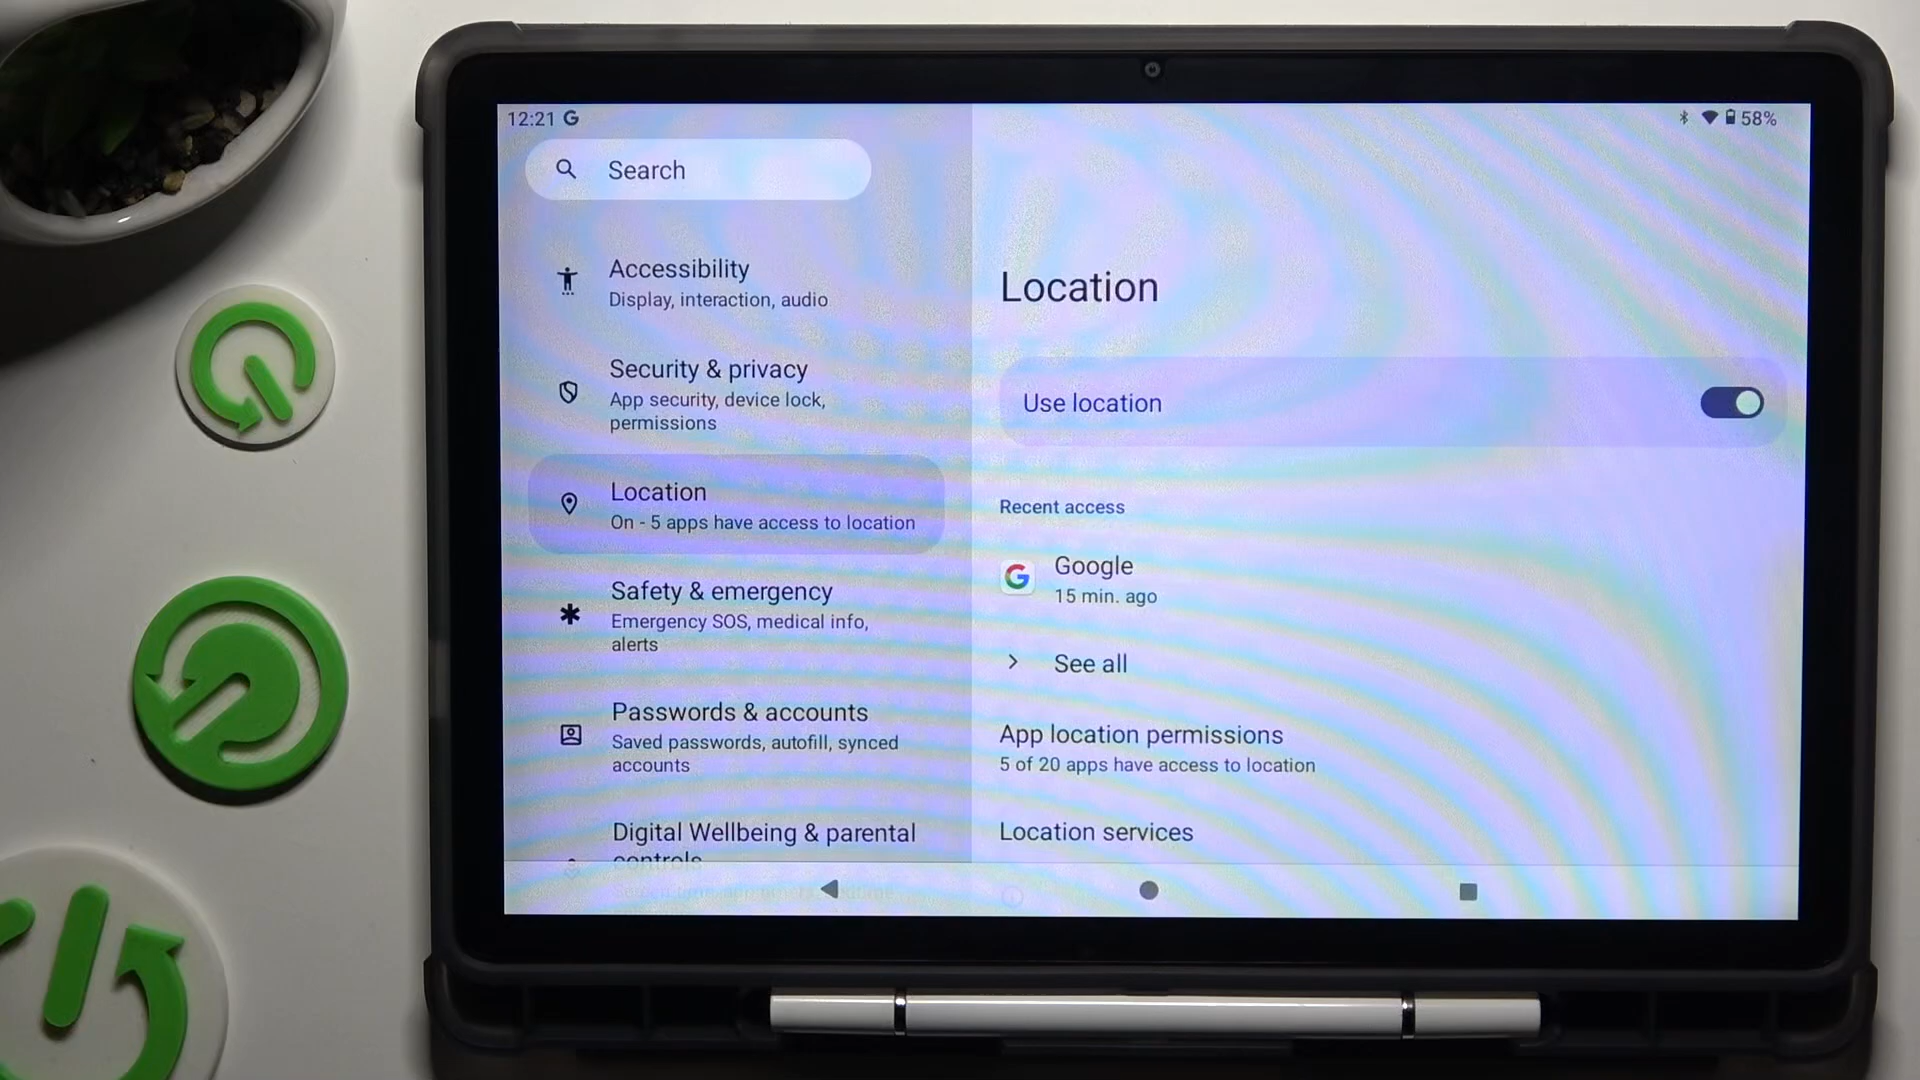 12:21 G
58%
Search
Accessibility
Display, interaction, audio
Security & privacy
App security, device lock,
permissions
Location
On - 5 apps have access to location
Safety & emergency
Emergency SOS, medical info,
alerts
Passwords & accounts
Saved passwords, autofill, synced
accounts
Digital Wellbeing & parental
controls
Location
Use location
Recent access
Google
15 min. ago
See all
App location permissions
5 of 20 apps have access to location
Location services